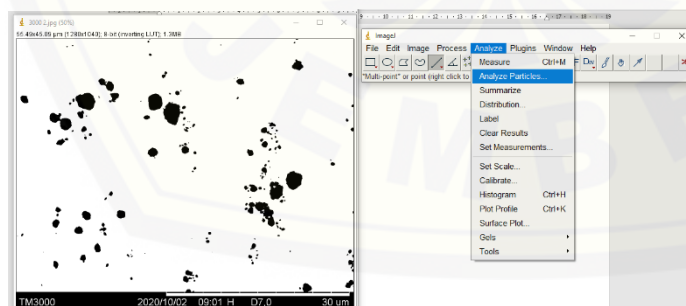 3000 2.jpg (50%)
55.49x45.09 µm (1280x1040); 8-bit (inverting LUT); 1.3MB
TM3000 2020/10/02 09:01 H D7.0 30 um
ImageJ
File Edit Image Process Analyze Plugins Window Help
"Multi-point" or point (right click to
Measure Ctrl+M
Analyze Particles...
Summarize
Distribution...
Label
Clear Results
Set Measurements...
Set Scale...
Calibrate...
Histogram Ctrl+H
Plot Profile Ctrl+K
Surface Plot...
Gels
Tools